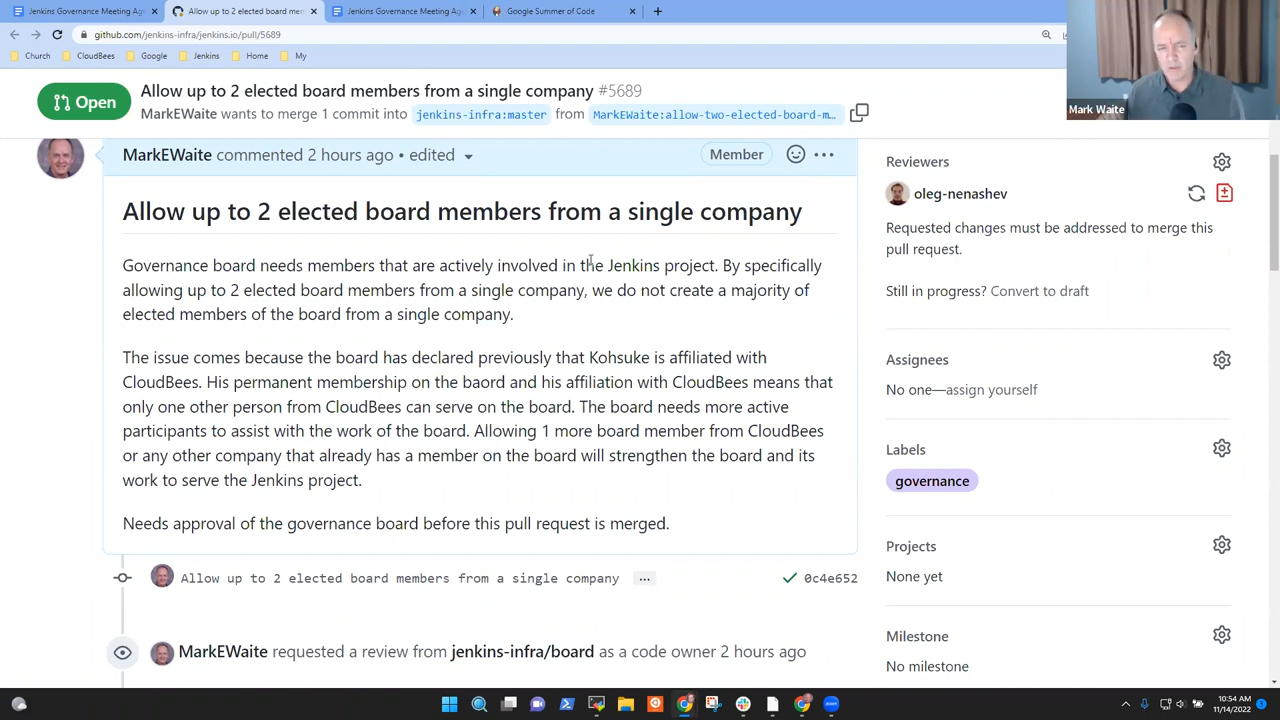 Jenkins Governance Meeting Ag
Allow up to 2 elected board mem
Jenkins Governance Meeting Ag
Google Summer of Code
github.com/jenkins-infra/jenkins.io/pull/5689
Church
CloudBees
Google
Jenkins
Home
My
Open
Allow up to 2 elected board members from a single company #5689
MarkEWaite wants to merge 1 commit into jenkins-infra:master from MarkEWaite:allow-two-elected-board-m…
Mark Waite
MarkEWaite commented 2 hours ago • edited
Member
Allow up to 2 elected board members from a single company
Governance board needs members that are actively involved in the Jenkins project. By specifically
allowing up to 2 elected board members from a single company, we do not create a majority of
elected members of the board from a single company.
The issue comes because the board has declared previously that Kohsuke is affiliated with
CloudBees. His permanent membership on the baord and his affiliation with CloudBees means that
only one other person from CloudBees can serve on the board. The board needs more active
participants to assist with the work of the board. Allowing 1 more board member from CloudBees
or any other company that already has a member on the board will strengthen the board and its
work to serve the Jenkins project.
Needs approval of the governance board before this pull request is merged.
Allow up to 2 elected board members from a single company … 0c4e652
MarkEWaite requested a review from jenkins-infra/board as a code owner 2 hours ago
Reviewers
oleg-nenashev
Requested changes must be addressed to merge this
pull request.
Still in progress? Convert to draft
Assignees
No one—assign yourself
Labels
governance
Projects
None yet
Milestone
No milestone
10:54 AM
11/14/2022